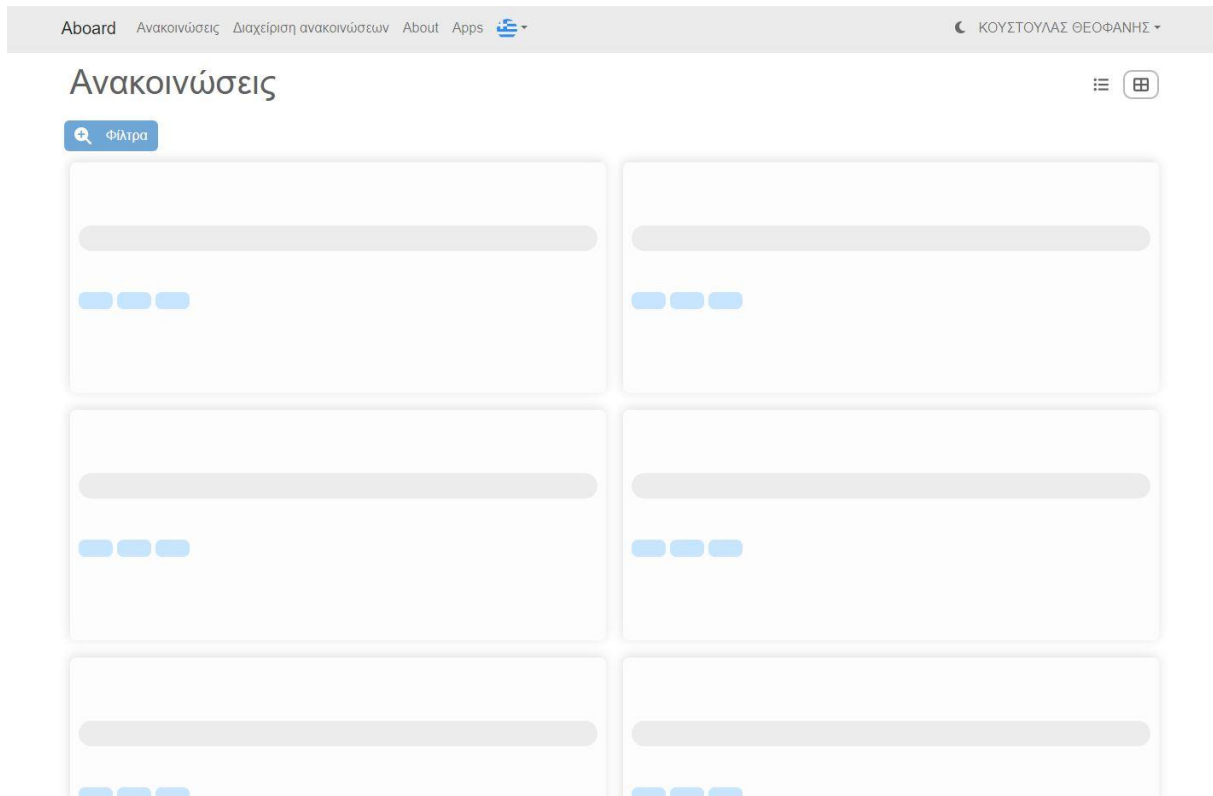 Aboard Ανακοινώσεις Διαχείριση ανακοινώσεων About Apps ΚΟΥΣΤΟΥΛΑΣ ΘΕΟΦΑΝΗΣ
Ανακοινώσεις
Φίλτρα